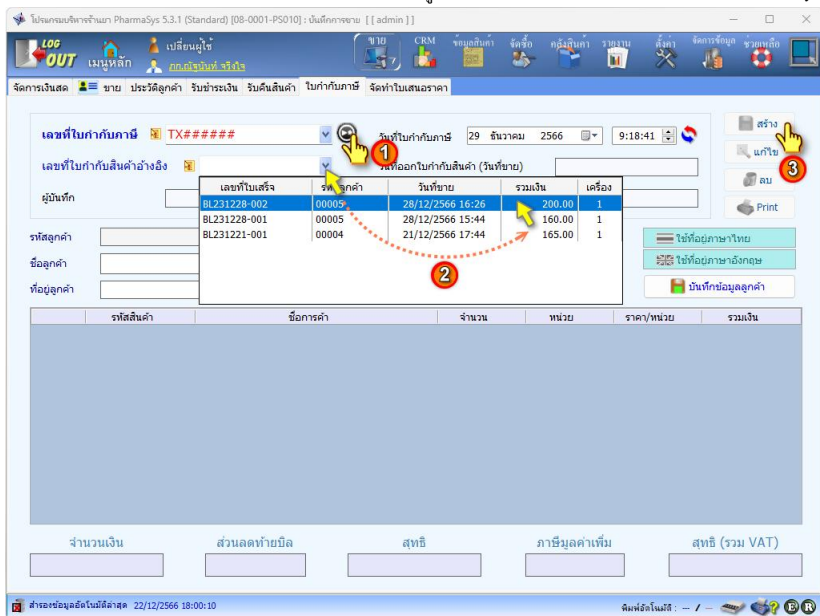 โปรแกรมบริหารร้านยา PharmaSys 5.3.1 (Standard) [08-0001-PS010] : บันทึกการขาย [ [ admin ] ]
LOG OUT เมนูหลัก เปลี่ยนผู้ใช้ ขาย CRM ข้อมูลสินค้า จัดซื้อ คลังสินค้า รายงาน ตั้งค่า จัดการข้อมูล ช่วยเหลือ
จัดการเงินสด ขาย ประวัติลูกค้า รับชำระเงิน รับคืนสินค้า ใบกำกับภาษี จัดทำใบเสนอราคา
เลขที่ใบกำกับภาษี TX###### วันที่ใบกำกับภาษี 29 ธันวาคม 2566 9:18:41 สร้าง
1
แก้ไข
3
เลขที่ใบกำกับสินค้าอ้างอิง วันที่ออกใบกำกับสินค้า (วันที่ขาย)
ลบ
ผู้บันทึก
Print
เลขที่ใบเสร็จ วันที่ขาย รวมเงิน เครื่อง
BL231228-002 00005 28/12/2566 16:26 200.00 1
BL231228-001 00005 28/12/2566 15:44 160.00 1
BL231221-001 00004 21/12/2566 17:44 165.00 1
2
รหัสลูกค้า ใช้ที่อยู่ภาษาไทย
ชื่อลูกค้า ใช้ที่อยู่ภาษาอังกฤษ
ที่อยู่ลูกค้า บันทึกข้อมูลลูกค้า
รหัสสินค้า ชื่อการค้า จำนวน หน่วย ราคา/หน่วย รวมเงิน
จำนวนเงิน ส่วนลดท้ายบิล สุทธิ ภาษีมูลค่าเพิ่ม สุทธิ (รวม VAT)
สำรองข้อมูลอัตโนมัติล่าสุด 22/12/2566 18:00:10 พิมพ์อัตโนมัติ : -- / -- E R